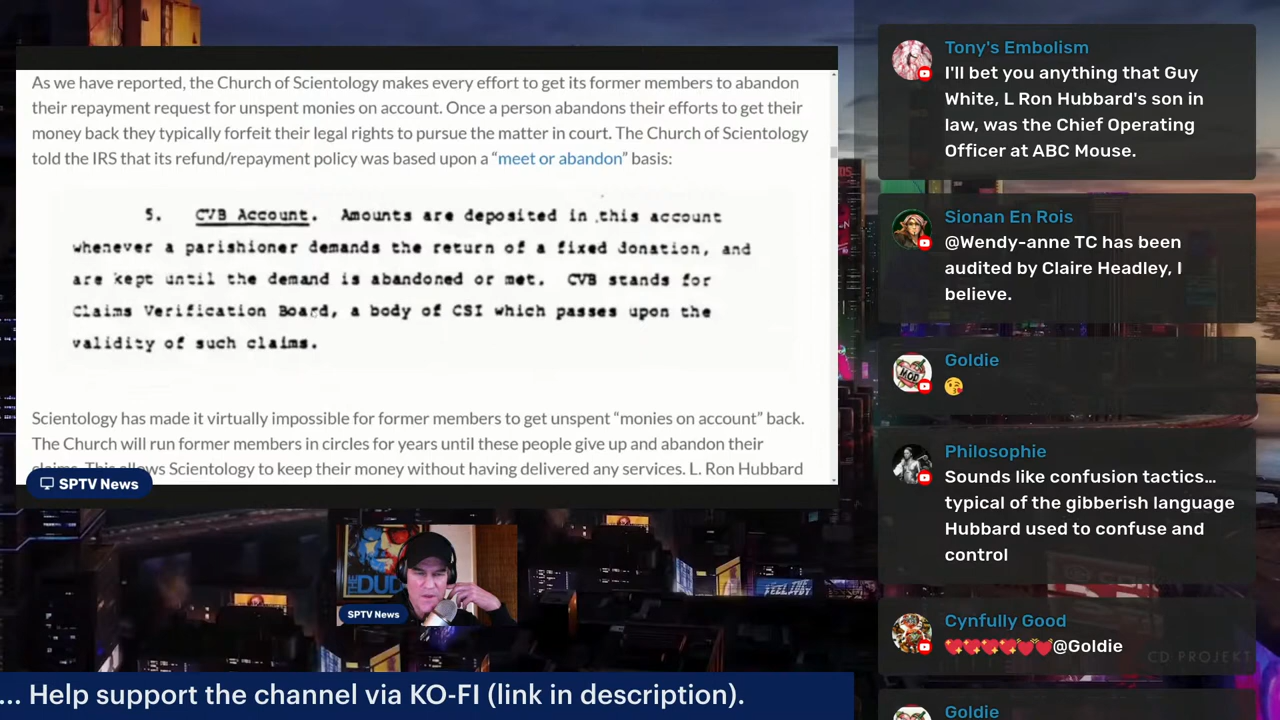 As we have reported, the Church of Scientology makes every effort to get its former members to abandon
their repayment request for unspent monies on account. Once a person abandons their efforts to get their
money back they typically forfeit their legal rights to pursue the matter in court. The Church of Scientology
told the IRS that its refund/repayment policy was based upon a “meet or abandon” basis:
5. CVB Account. Amounts are deposited in this account
whenever a parishioner demands the return of a fixed donation, and
are kept until the demand is abandoned or met. CVB stands for
Claims Verification Board, a body of CSI which passes upon the
validity of such claims.
Scientology has made it virtually impossible for former members to get unspent “monies on account” back.
The Church will run former members in circles for years until these people give up and abandon their
claims. This allows Scientology to keep their money without having delivered any services. L. Ron Hubbard
SPTV News
THE
DUD
SPTV News
FEEL THE
... Help support the channel via KO-FI (link in description).
Tony's Embolism
I'll bet you anything that Guy
White, L Ron Hubbard's son in
law, was the Chief Operating
Officer at ABC Mouse.
Sionan En Rois
@Wendy-anne TC has been
audited by Claire Headley, I
believe.
MOD
Goldie
Philosophie
Sounds like confusion tactics...
typical of the gibberish language
Hubbard used to confuse and
control
Cynfully Good
@Goldie
CD PROJEKT
Goldie